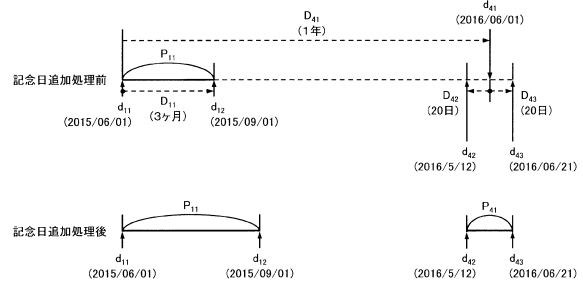 d41
(2016/06/01)
D41
(1年)
P11
記念日追加処理前
d11
(2015/06/01)
D11
(3ヶ月)
d12
(2015/09/01)
D42
(20日)
D43
(20日)
d42
(2016/5/12)
d43
(2016/06/21)
P11
P41
記念日追加処理後
d11
(2015/06/01)
d12
(2015/09/01)
d42
(2016/5/12)
d43
(2016/06/21)